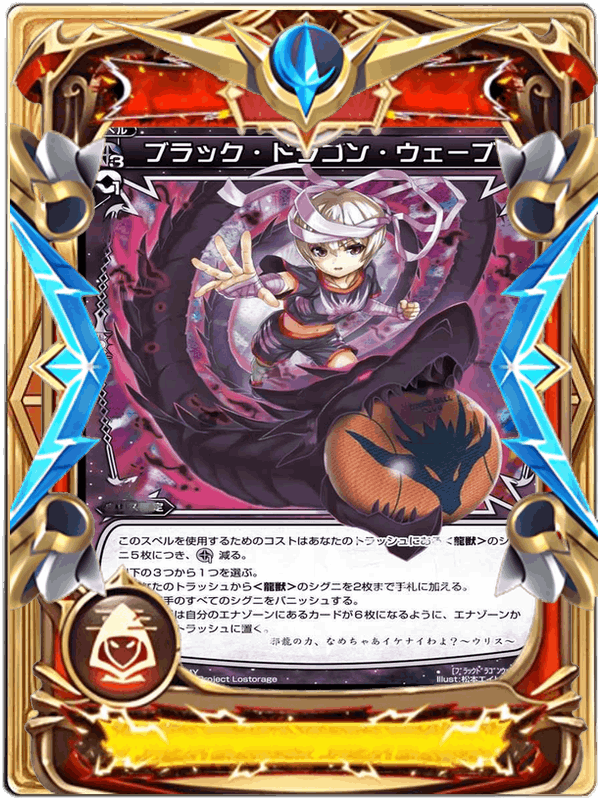 ブラック・ドラゴン・ウェーブ
このスペルを使用するためのコストはあなたのトラッシュに＜龍獣＞のシ
ニ５枚につき、 減る。
下の３つから１つを選ぶ。
トラッシュから＜龍獣＞のシグニを2枚まで手札に加える。
手のすべてのシグニをバニッシュする。
は自分のエナゾーンにあるカードが６枚になるように、エナゾーンか
トラッシュに置く。
邪龍の力、なめちゃあイケナイわよ？～ウリス～
roject Lostorage
Illust:松本エイト